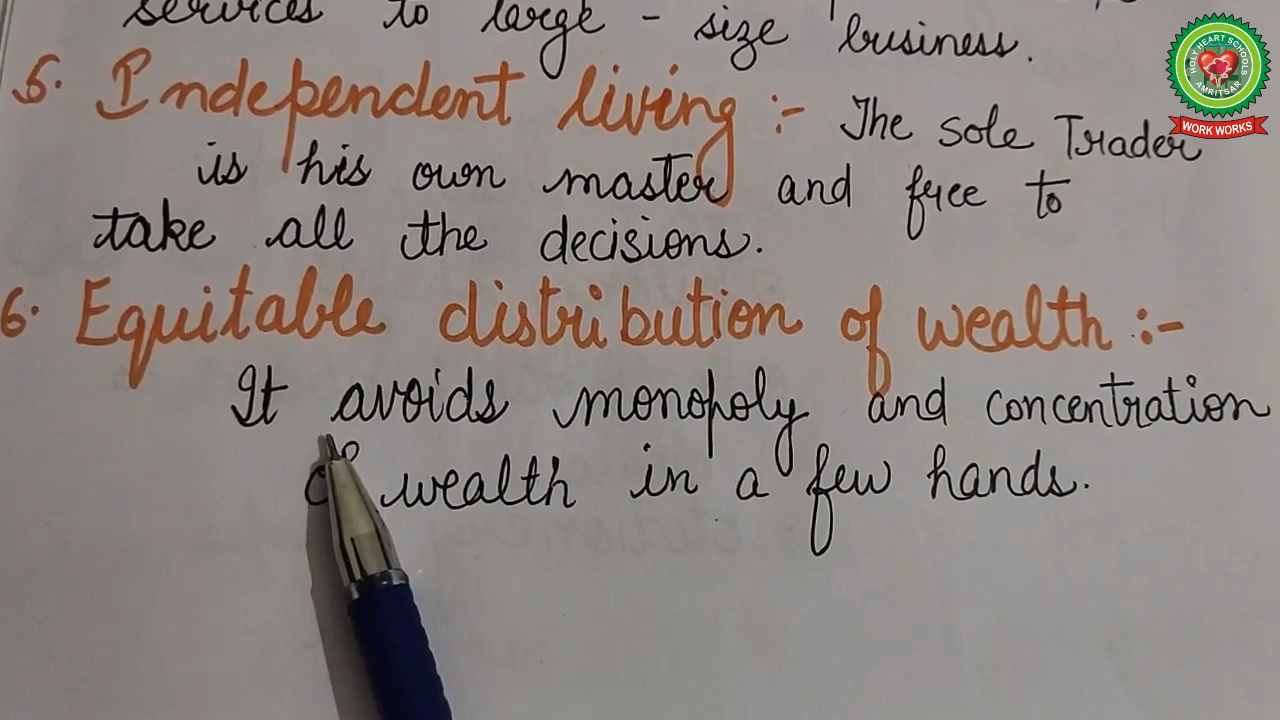 services to large - size business.
5. Independent living :- The sole Trader
is his own master and free to
take all the decisions.
6. Equitable distribution of wealth :-
It avoids monopoly and concentration
of wealth in a few hands.
HOLY HEART SCHOOLS
AMRITSAR
WORK WORKS